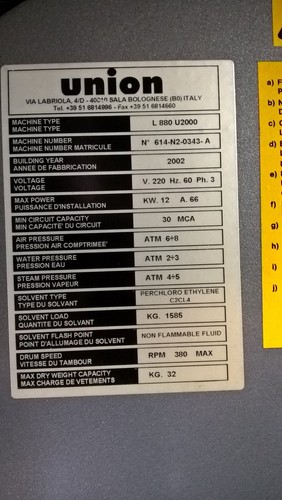 union
VIA LABRIOLA, 4/D - 40010 SALA BOLOGNESE (BO) ITALY
Tel. +39 51 6814996 - Fax +39 51 6814660
MACHINE TYPE L 880 U2000
MACHINE TYPE
MACHINE NUMBER N° 614-N2-0343- A
MACHINE NUMBER MATRICULE
BUILDING YEAR 2002
ANNEE DE FABBRICATION
VOLTAGE V. 220 Hz. 60 Ph. 3
VOLTAGE
MAX POWER KW. 12 A. 66
PUISSANCE D'INSTALLATION
MIN CIRCUIT CAPACITY 30 MCA
MIN CAPACITE' DU CIRCUIT
AIR PRESSURE ATM 6÷8
PRESSION AIR COMPTRIMEE'
WATER PRESSURE ATM 2÷3
PRESSION EAU
STEAM PRESSURE ATM 4÷5
PRESSION VAPEUR
SOLVENT TYPE PERCHLORO ETHYLENE
TYPE DU SOLVANT C2CL4
SOLVENT LOAD KG. 1585
QUANTITE DU SOLVANT
SOLVENT FLASH POINT NON FLAMMABLE FLUID
POINT D'ALLUMAGE DU SOLVENT
DRUM SPEED RPM 380 MAX
VITESSE DU TAMBOUR
MAX DRY WEIGHT CAPACITY KG. 32
MAX CHARGE DE VETEMENTS
a)
b)
c)
d)
e)
f)
g)
h)
i)
j)